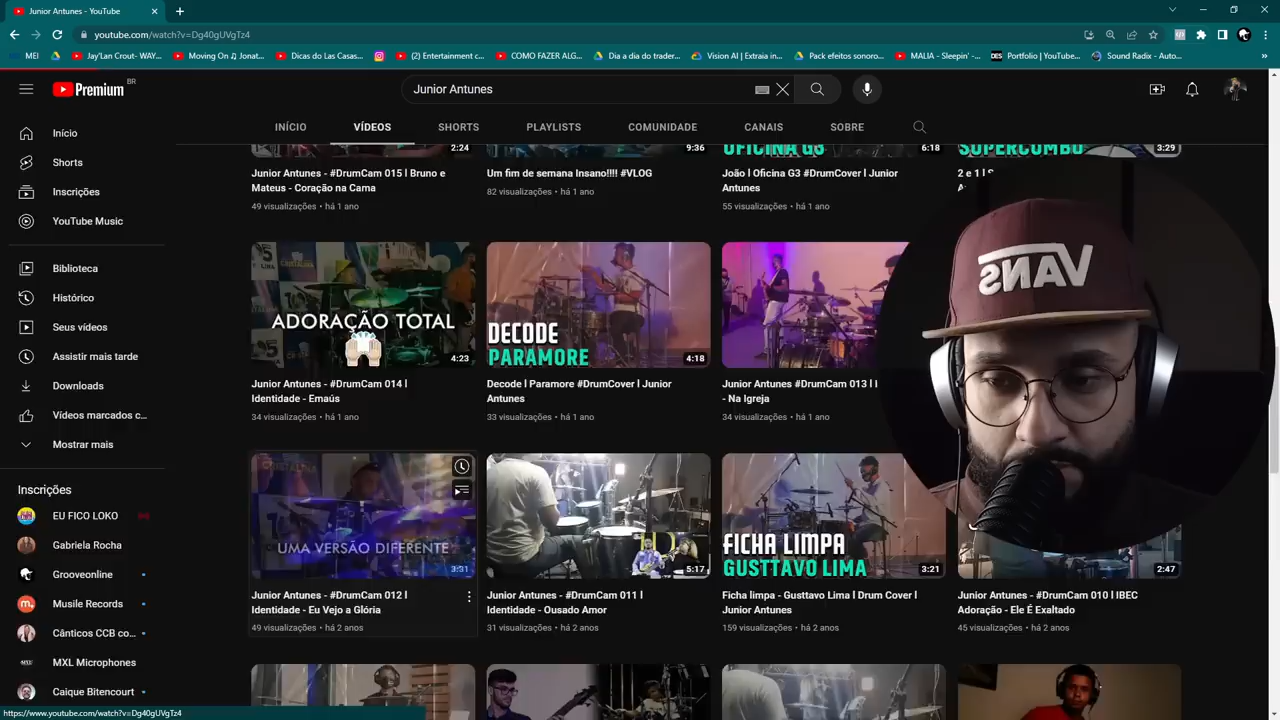 Junior Antunes - YouTube
youtube.com/watch?v=Dg40gUVgTz4
MEI
Jay'Lan Crout- WAY...
Moving On ♫ Jonat...
Dicas do Las Casas...
(2) Entertainment c...
COMO FAZER ALG...
Dia a dia do trader...
Vision AI | Extraia in...
Pack efeitos sonoro...
MALIA - Sleepin' -...
Portfolio | YouTube...
Sound Radix - Auto...
Premium
BR
Junior Antunes
INÍCIO
VÍDEOS
SHORTS
PLAYLISTS
COMUNIDADE
CANAIS
SOBRE
Início
Shorts
Inscrições
YouTube Music
Biblioteca
Histórico
Seus vídeos
Assistir mais tarde
Downloads
Vídeos marcados c...
Mostrar mais
Inscrições
EU FICO LOKO
Gabriela Rocha
Grooveonline
Musile Records
Cânticos CCB co...
MXL Microphones
Caique Bitencourt
2:24
9:36
OFICINA G3
6:18
SUPERCOMBO
3:29
Junior Antunes - #DrumCam 015 | Bruno e
Mateus - Coração na Cama
49 visualizações • há 1 ano
Um fim de semana Insano!!!! #VLOG
82 visualizações • há 1 ano
João | Oficina G3 #DrumCover | Junior
Antunes
55 visualizações • há 1 ano
2 e 1 | S
ADORAÇÃO TOTAL
4:23
DECODE
PARAMORE
4:18
Junior Antunes - #DrumCam 014 |
Identidade - Emaús
34 visualizações • há 1 ano
Decode | Paramore #DrumCover | Junior
Antunes
33 visualizações • há 1 ano
Junior Antunes #DrumCam 013 | I
- Na Igreja
34 visualizações • há 1 ano
VANS
UMA VERSÃO DIFERENTE
3:31
5:17
FICHA LIMPA
GUSTTAVO LIMA
3:21
2:47
Junior Antunes - #DrumCam 012 |
Identidade - Eu Vejo a Glória
49 visualizações • há 2 anos
Junior Antunes - #DrumCam 011 |
Identidade - Ousado Amor
31 visualizações • há 2 anos
Ficha limpa - Gusttavo Lima | Drum Cover |
Junior Antunes
159 visualizações • há 2 anos
Junior Antunes - #DrumCam 010 | IBEC
Adoração - Ele É Exaltado
45 visualizações • há 2 anos
https://www.youtube.com/watch?v=Dg40gUVgTz4